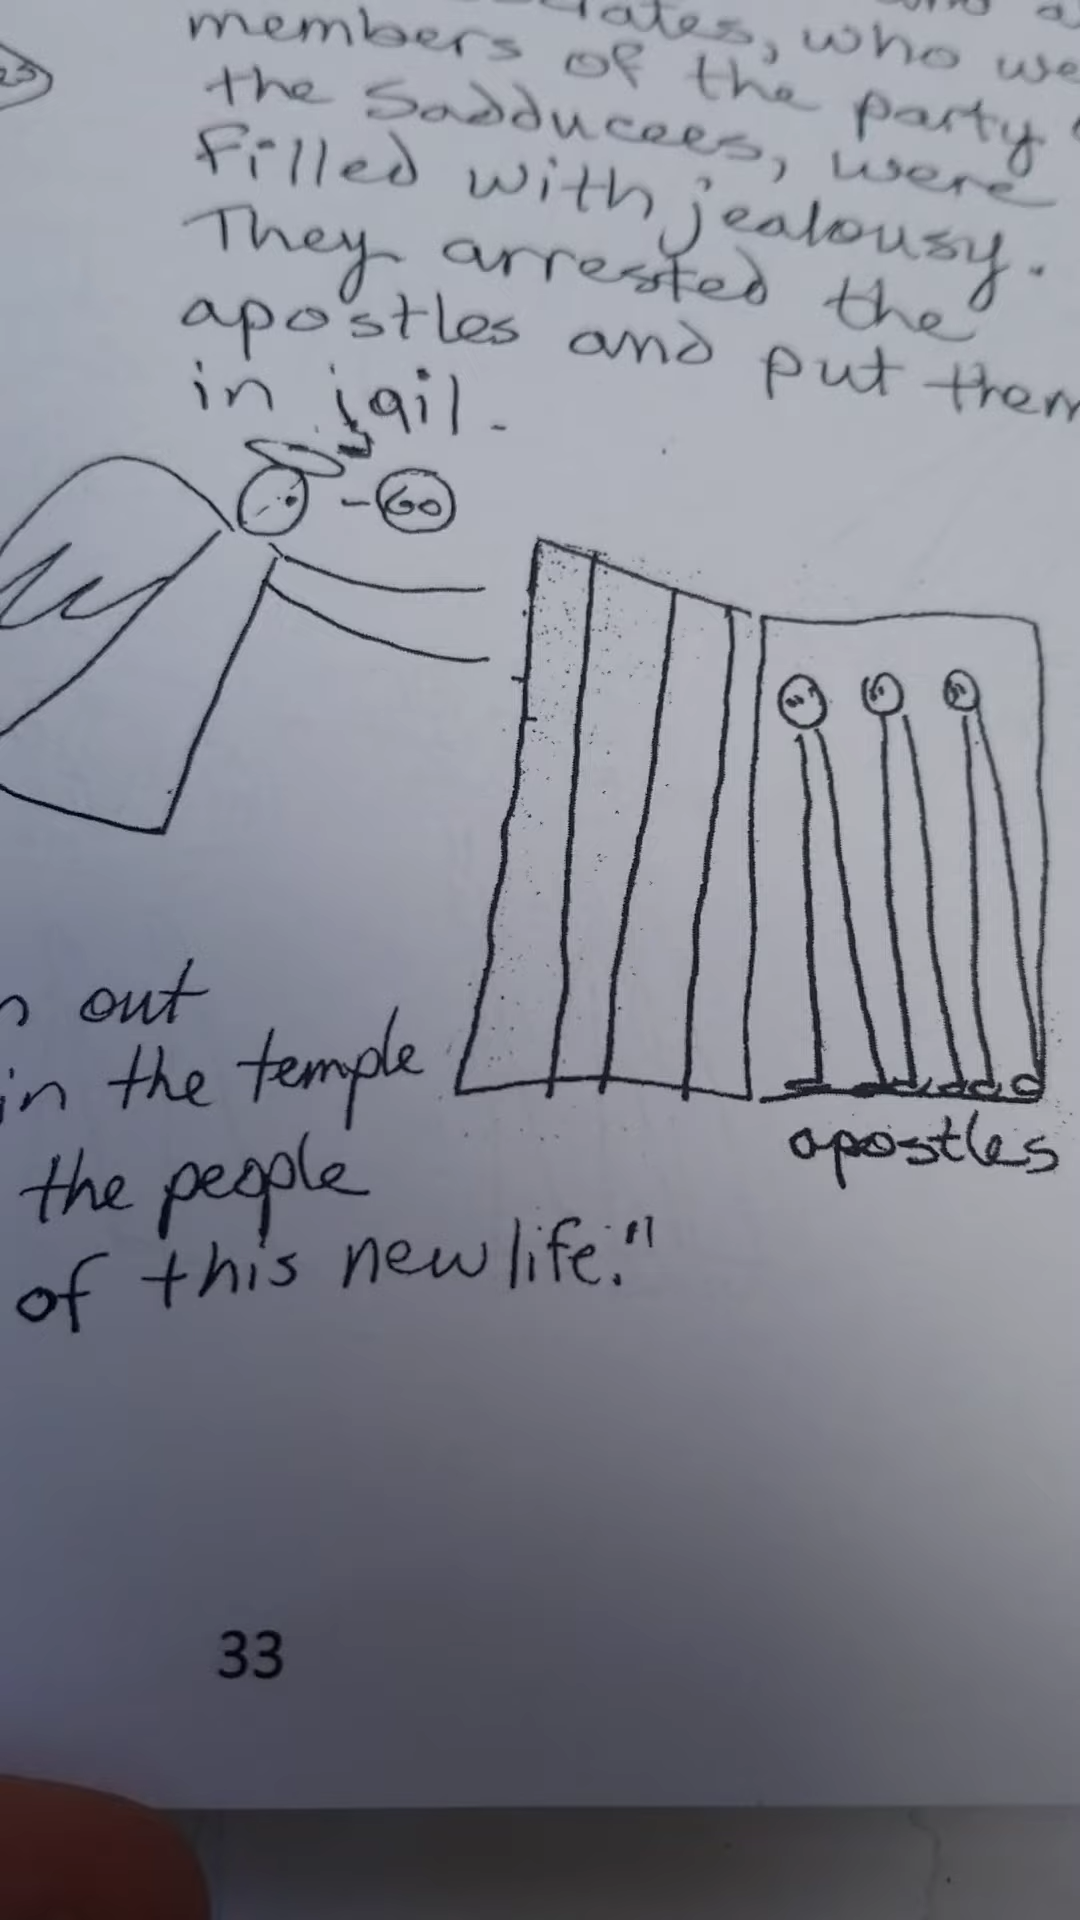 members of the party
the Sadducees, were
filled with jealousy.
They arrested the
apostles and put them
in jail.
GO
out
in the temple
the people
of this new life."
apostles
33